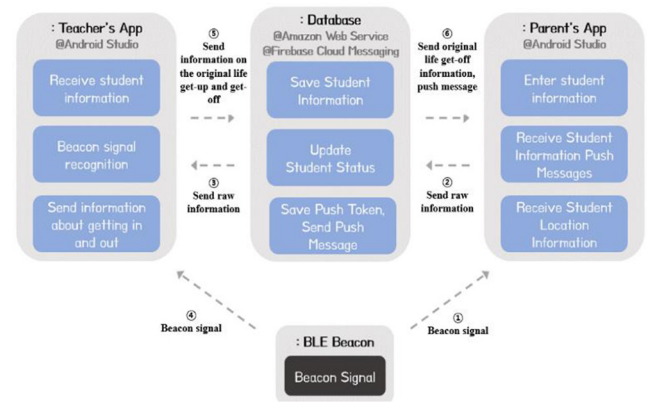 : Teacher's App
@Android Studio
Receive student
information
Beacon signal
recognition
Send information
about getting in
and out
⑤
Send
information on
the original life
get-up and get-
off
③
Send raw
information
: Database
@Amazon Web Service
@Firebase Cloud Messaging
Save Student
Information
Update
Student Status
Save Push Token,
Send Push
Message
⑥
Send original
life get-off
information,
push message
②
Send raw
information
: Parent's App
@Android Studio
Enter student
information
Receive Student
Information Push
Messages
Receive Student
Location
Information
④
Beacon signal
①
Beacon signal
: BLE Beacon
Beacon Signal